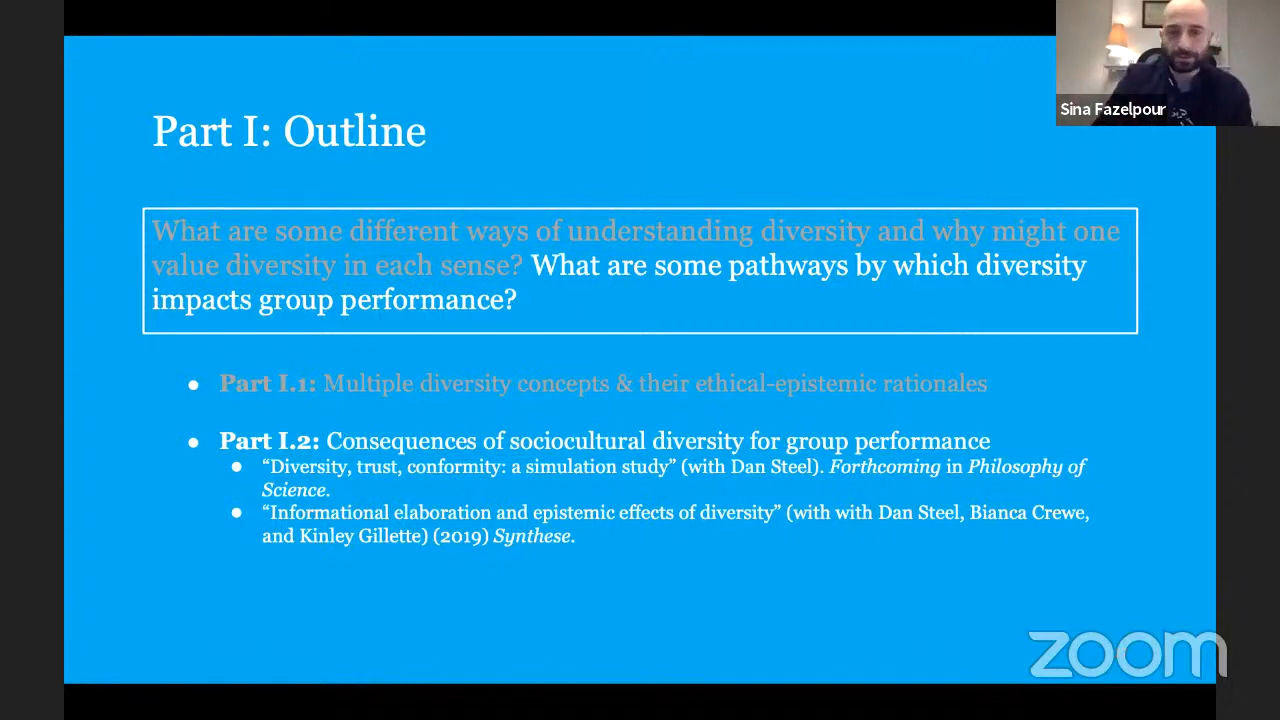 Sina Fazelpour
Part I: Outline
What are some different ways of understanding diversity and why might one
value diversity in each sense? What are some pathways by which diversity
impacts group performance?
● Part I.1: Multiple diversity concepts & their ethical-epistemic rationales
● Part I.2: Consequences of sociocultural diversity for group performance
● “Diversity, trust, conformity: a simulation study” (with Dan Steel). Forthcoming in Philosophy of
Science.
● “Informational elaboration and epistemic effects of diversity” (with with Dan Steel, Bianca Crewe,
and Kinley Gillette) (2019) Synthese.
zoom